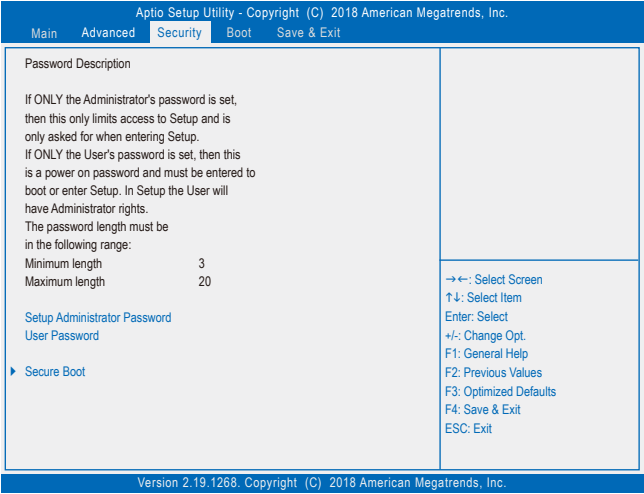 Aptio Setup Utility - Copyright (C) 2018 American Megatrends, Inc.
Main Advanced Security Boot Save & Exit
Password Description
If ONLY the Administrator's password is set,
then this only limits access to Setup and is
only asked for when entering Setup.
If ONLY the User's password is set, then this
is a power on password and must be entered to
boot or enter Setup. In Setup the User will
have Administrator rights.
The password length must be
in the following range:
Minimum length 3
Maximum length 20
Setup Administrator Password
User Password
Secure Boot
→←: Select Screen
↑↓: Select Item
Enter: Select
+/-: Change Opt.
F1: General Help
F2: Previous Values
F3: Optimized Defaults
F4: Save & Exit
ESC: Exit
Version 2.19.1268. Copyright (C) 2018 American Megatrends, Inc.